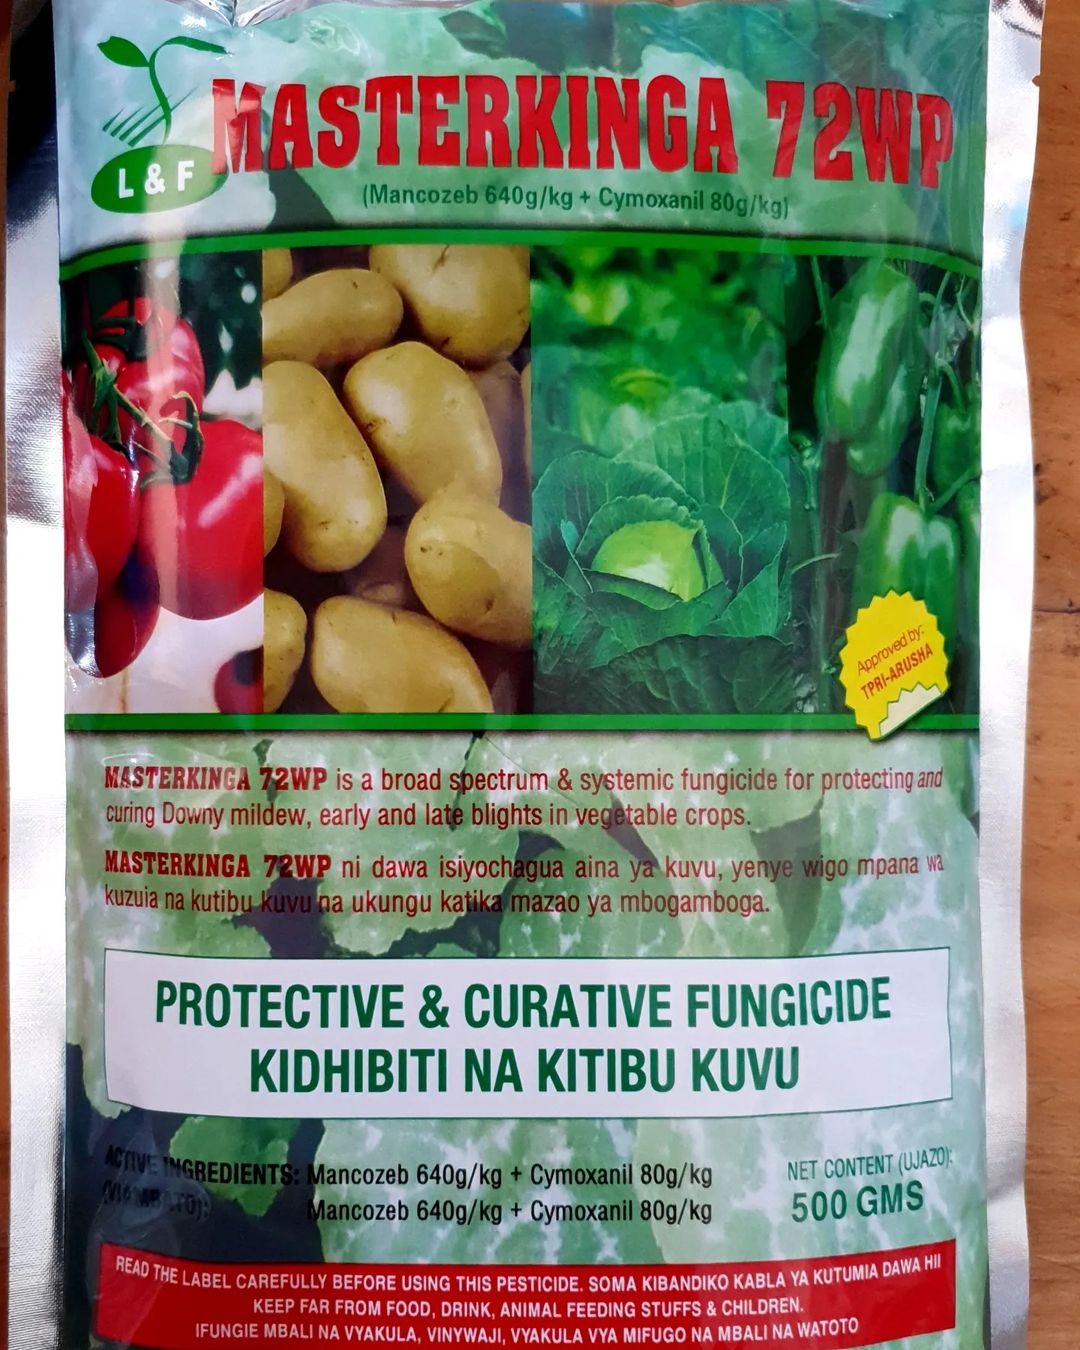 L & F
MASTERKINGA 72WP
(Mancozeb 640g/kg + Cymoxanil 80g/kg)
Approved by:
TPRI-ARUSHA
MASTERKINGA 72WP is a broad spectrum & systemic fungicide for protecting and
curing Downy mildew, early and late blights in vegetable crops.
MASTERKINGA 72WP ni dawa isiyochagua aina ya kuvu, yenye wigo mpana wa
kuzuia na kutibu kuvu na ukungu katika mazao ya mbogamboga.
PROTECTIVE & CURATIVE FUNGICIDE
KIDHIBITI NA KITIBU KUVU
ACTIVE INGREDIENTS: Mancozeb 640g/kg + Cymoxanil 80g/kg
(VIAMBATO): Mancozeb 640g/kg + Cymoxanil 80g/kg
NET CONTENT (UJAZO):
500 GMS
READ THE LABEL CAREFULLY BEFORE USING THIS PESTICIDE. SOMA KIBANDIKO KABLA YA KUTUMIA DAWA HII
KEEP FAR FROM FOOD, DRINK, ANIMAL FEEDING STUFFS & CHILDREN.
IFUNGIE MBALI NA VYAKULA, VINYWAJI, VYAKULA VYA MIFUGO NA MBALI NA WATOTO